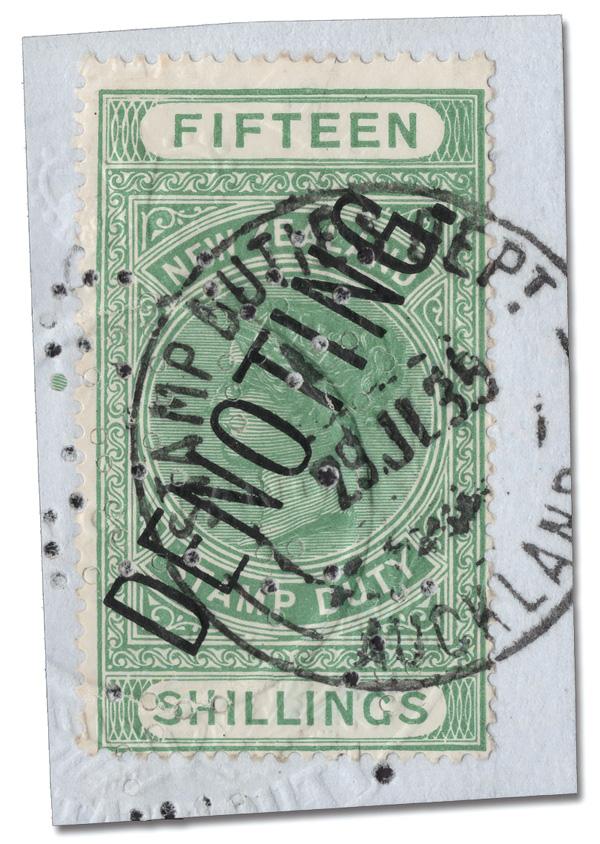 FIFTEEN
NEW ZEALAND
STAMP DUTIES DEPT.
DENOTING
29 JL 35
STAMP DUTY
AUCKLAND
SHILLINGS